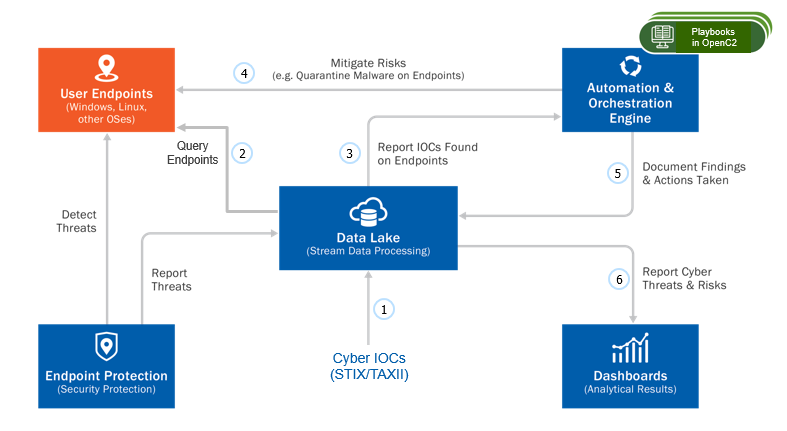 Playbooks
in OpenC2
4
Mitigate Risks
(e.g. Quarantine Malware on Endpoints)
User Endpoints
(Windows, Linux,
other OSes)
Automation &
Orchestration
Engine
Query
Endpoints
2
3
Report IOCs Found
on Endpoints
5
Document Findings
& Actions Taken
Detect
Threats
Data Lake
(Stream Data Processing)
Report
Threats
6
Report Cyber
Threats & Risks
1
Cyber IOCs
(STIX/TAXII)
Endpoint Protection
(Security Protection)
Dashboards
(Analytical Results)